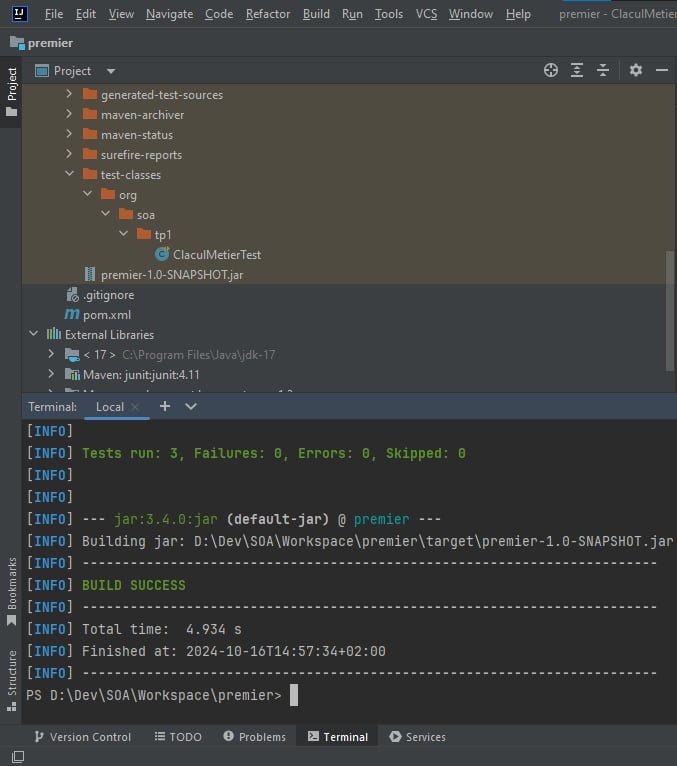 File Edit View Navigate Code Refactor Build Run Tools VCS Window Help premier - ClaculMetier
premier
Project
Project
generated-test-sources
maven-archiver
maven-status
surefire-reports
test-classes
org
soa
tp1
ClaculMetierTest
premier-1.0-SNAPSHOT.jar
.gitignore
pom.xml
External Libraries
< 17 > C:\Program Files\Java\jdk-17
Maven: junit:junit:4.11
Terminal: Local
[INFO]
[INFO] Tests run: 3, Failures: 0, Errors: 0, Skipped: 0
[INFO]
[INFO]
[INFO] --- jar:3.4.0:jar (default-jar) @ premier ---
[INFO] Building jar: D:\Dev\SOA\Workspace\premier\target\premier-1.0-SNAPSHOT.jar
[INFO] ------------------------------------------------------------------------
[INFO] BUILD SUCCESS
[INFO] ------------------------------------------------------------------------
[INFO] Total time:  4.934 s
[INFO] Finished at: 2024-10-16T14:57:34+02:00
[INFO] ------------------------------------------------------------------------
PS D:\Dev\SOA\Workspace\premier>
Bookmarks
Structure
Version Control TODO Problems Terminal Services